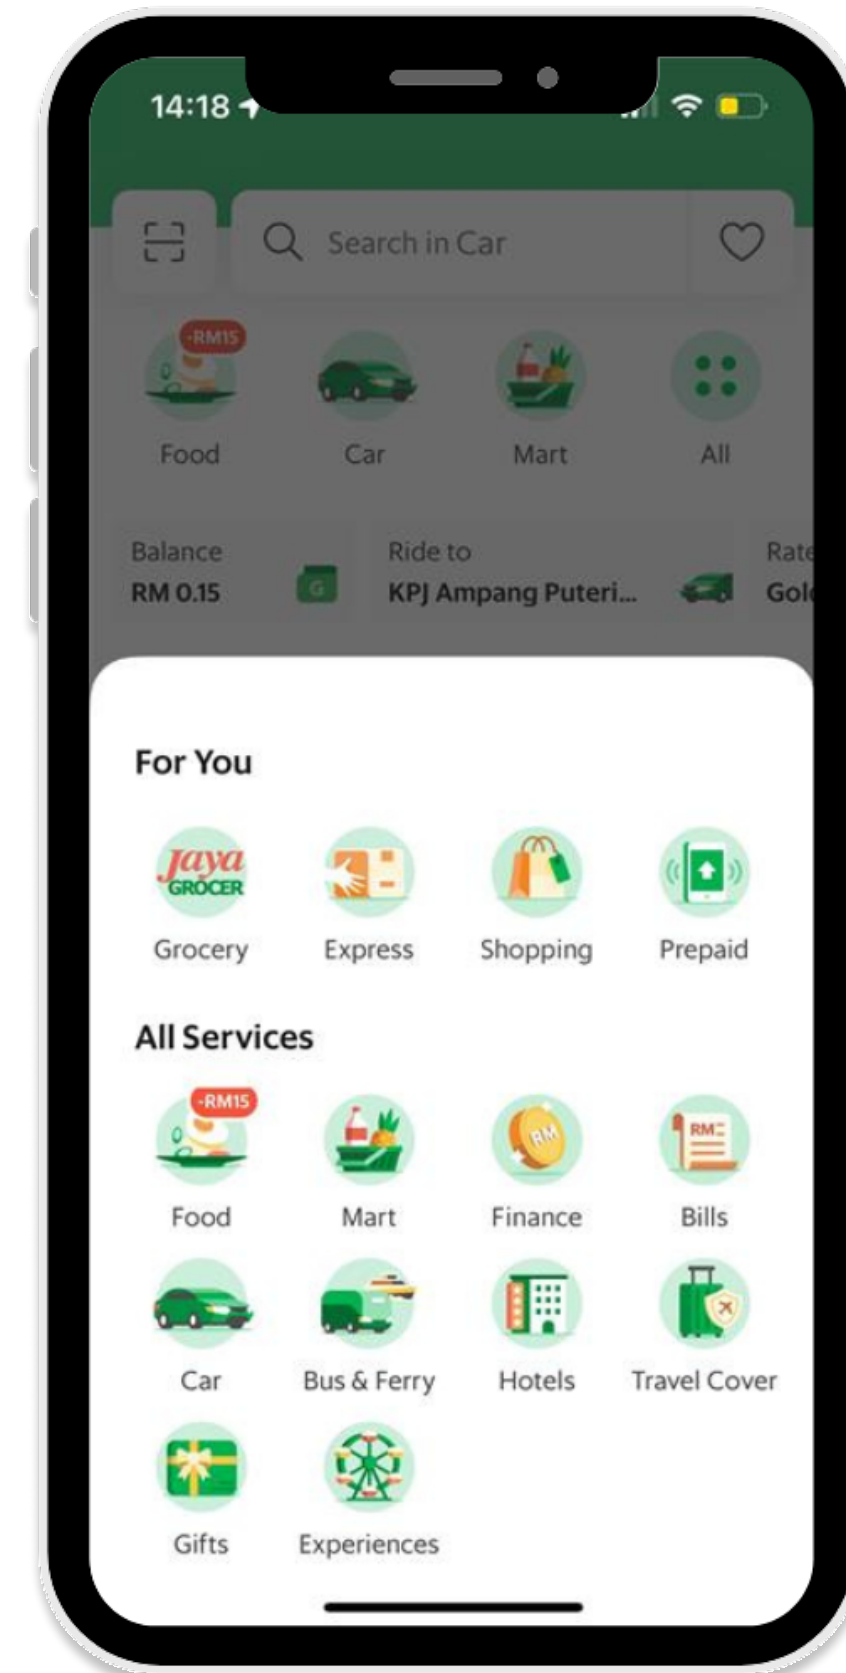 14:18
Search in Car
-RM15
Food Car Mart All
Balance Ride to Rate
RM 0.15 KPJ Ampang Puteri... Gold
G
For You
Jaya
GROCER
Grocery Express Shopping Prepaid
All Services
-RM15
RM
RM
Food Mart Finance Bills
Car Bus & Ferry Hotels Travel Cover
Gifts Experiences